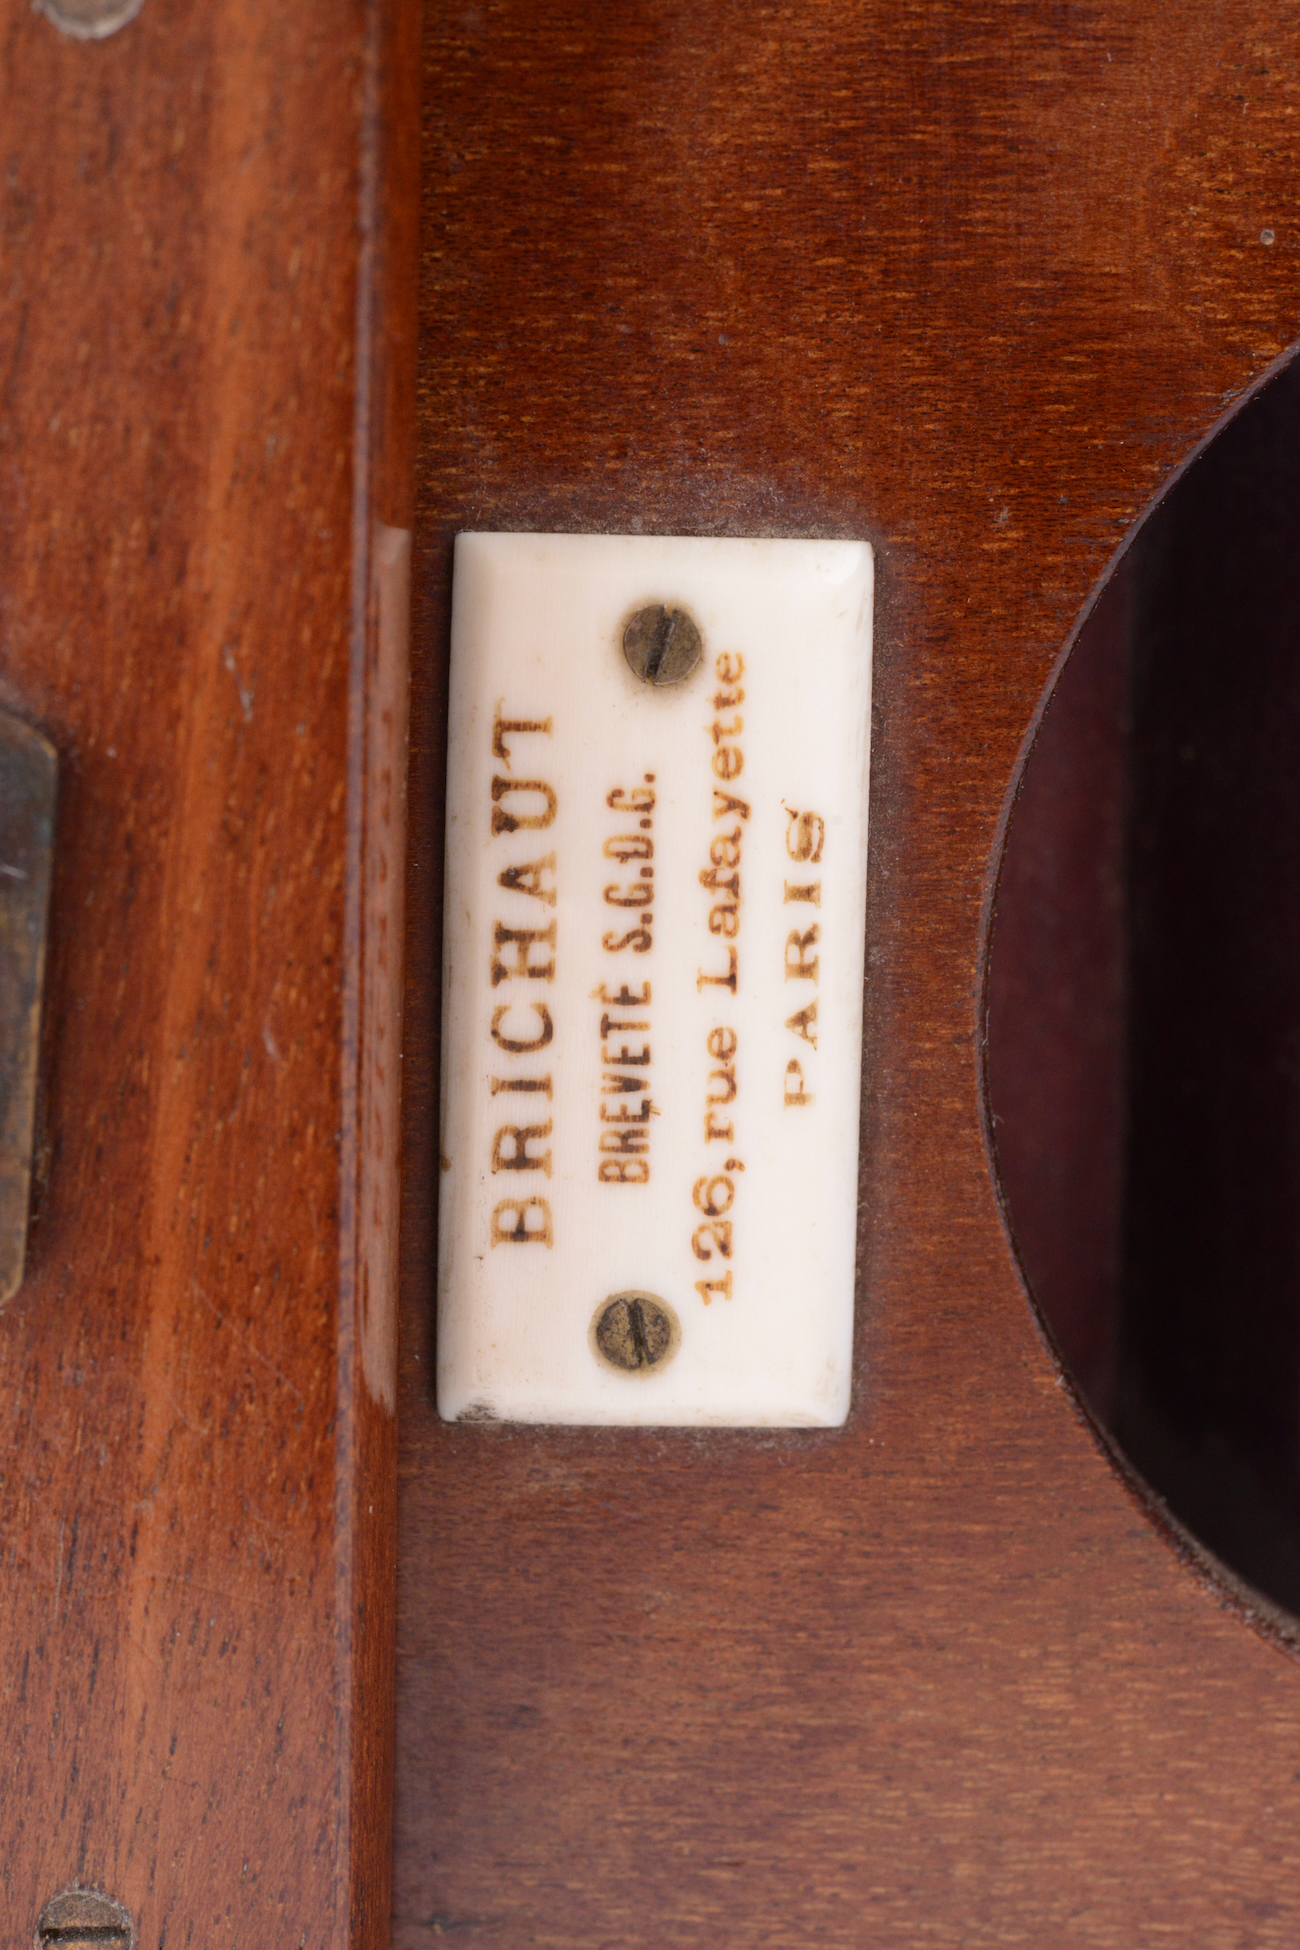 BRICHAUT
BREVETÉ S.G.D.G.
126, rue Lafayette
PARIS